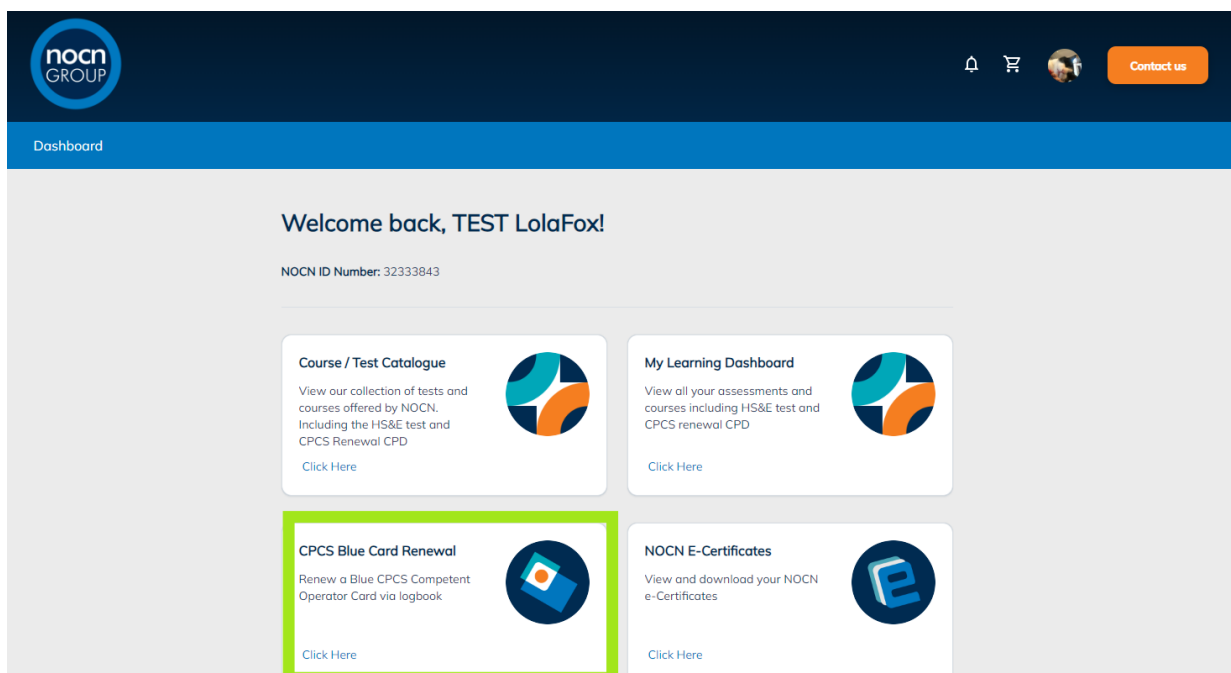 nocn
GROUP
Contact us
Dashboard
Welcome back, TEST LolaFox!
NOCN ID Number: 32333843
Course / Test Catalogue
View our collection of tests and
courses offered by NOCN.
Including the HS&E test and
CPCS Renewal CPD
Click Here
My Learning Dashboard
View all your assessments and
courses including HS&E test and
CPCS renewal CPD
Click Here
CPCS Blue Card Renewal
Renew a Blue CPCS Competent
Operator Card via logbook
Click Here
NOCN E-Certificates
View and download your NOCN
e-Certificates
Click Here